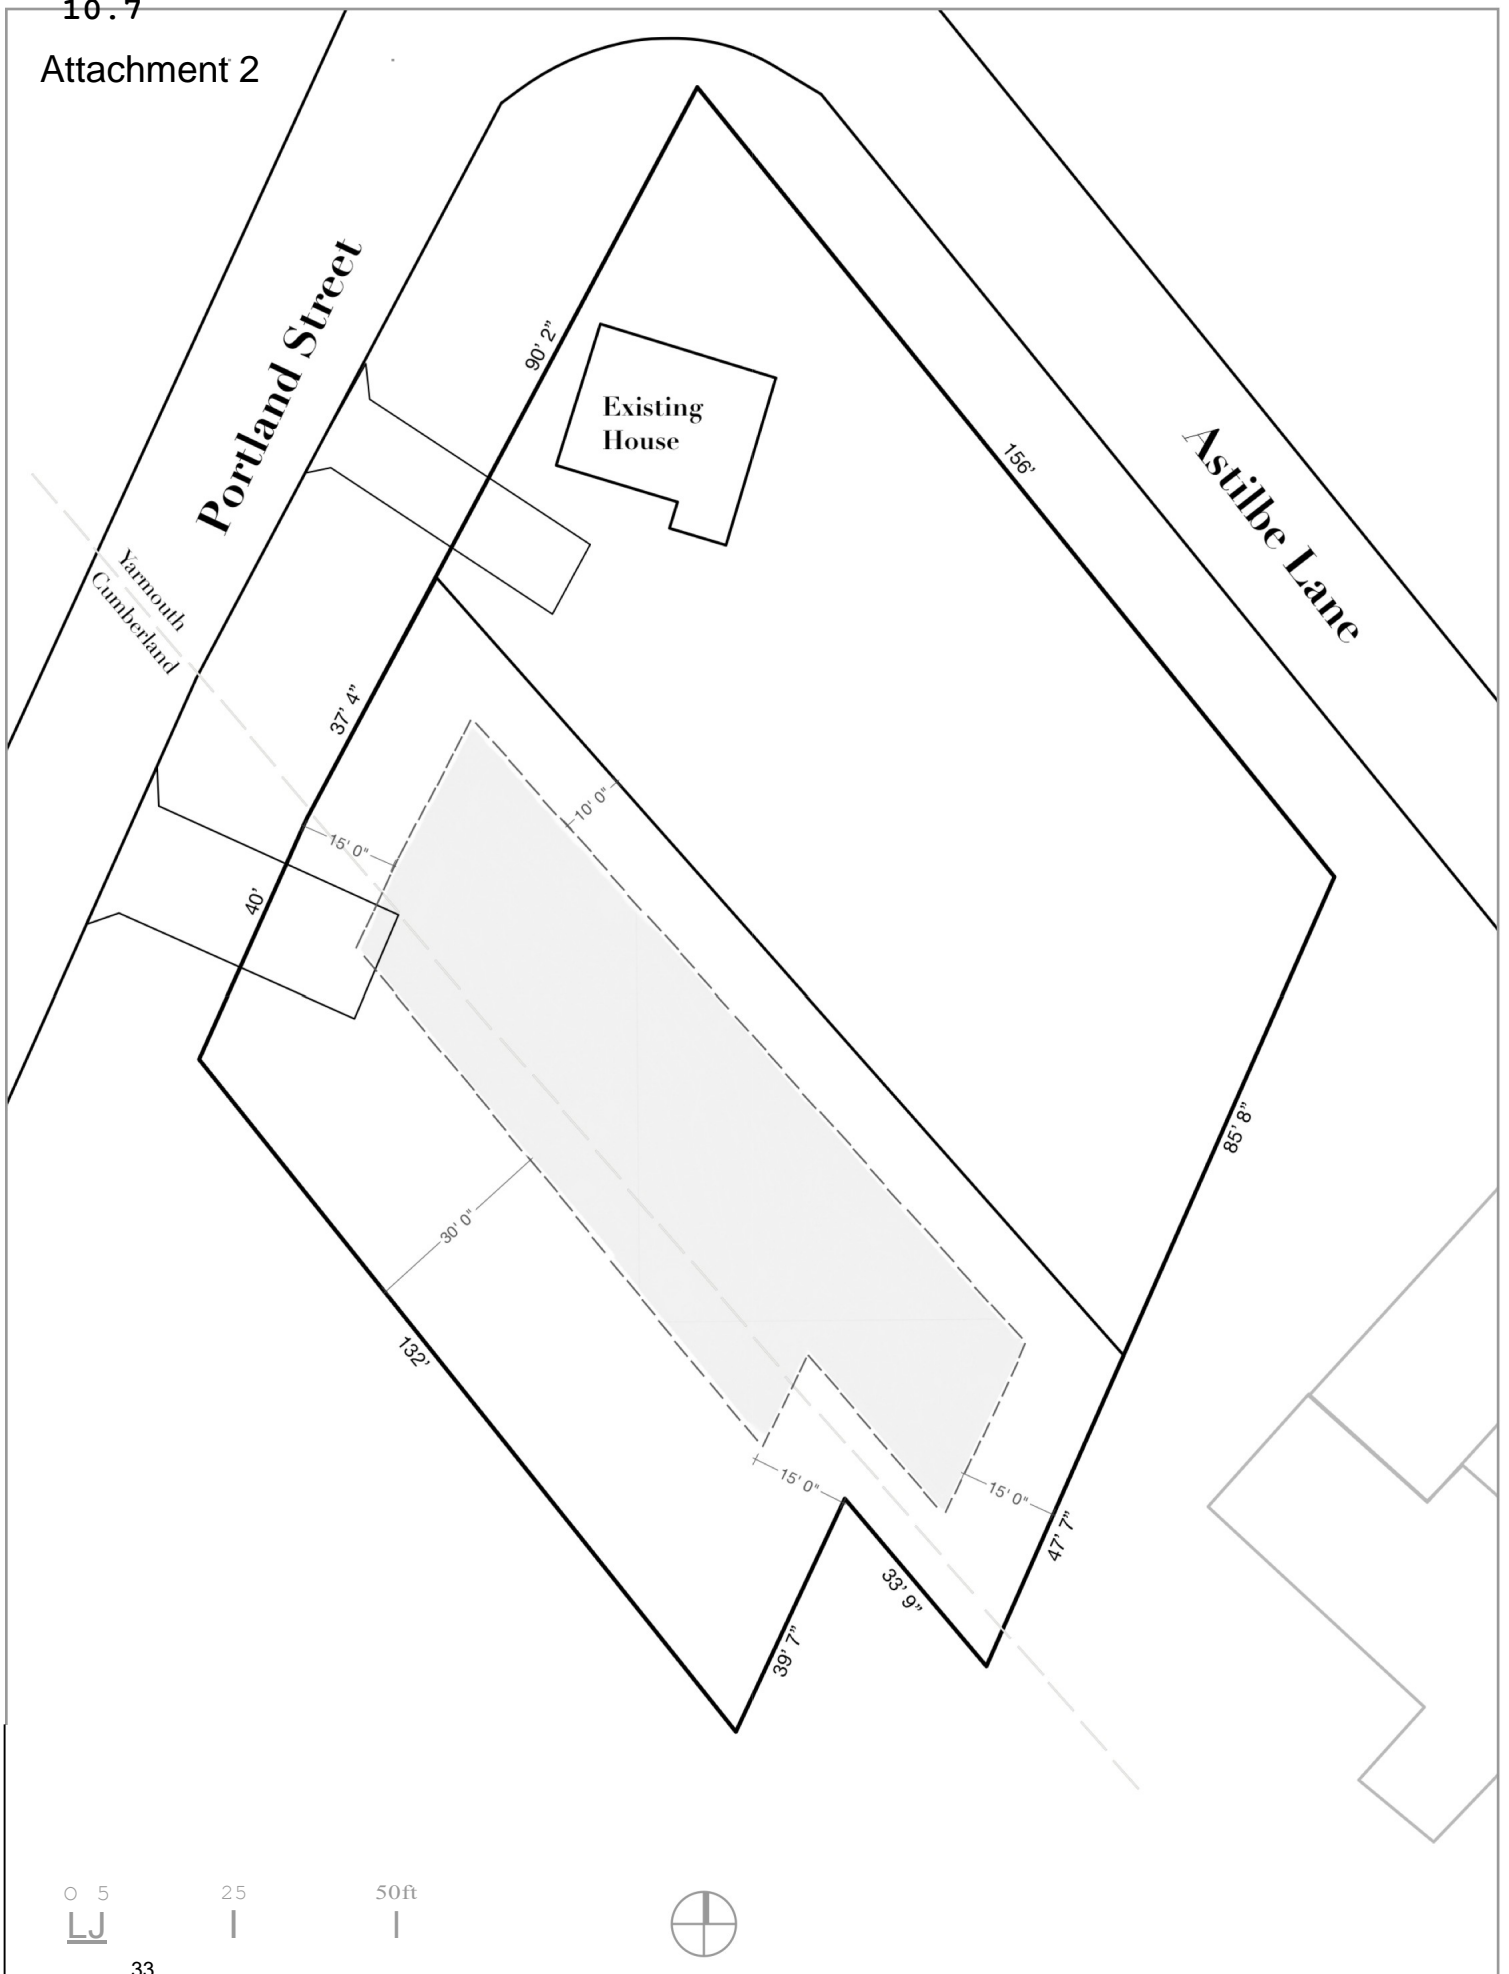 10.7
Attachment 2
Portland Street
90' 2”
Existing
House
156'
Astilbe Lane
Yarmouth
Cumberland
37' 4”
10' 0"
15' 0"
40'
85' 8”
30' 0"
132'
15' 0"
15' 0"
47' 7”
33' 9”
39' 7”
0 5 25 50ft
LJ
33